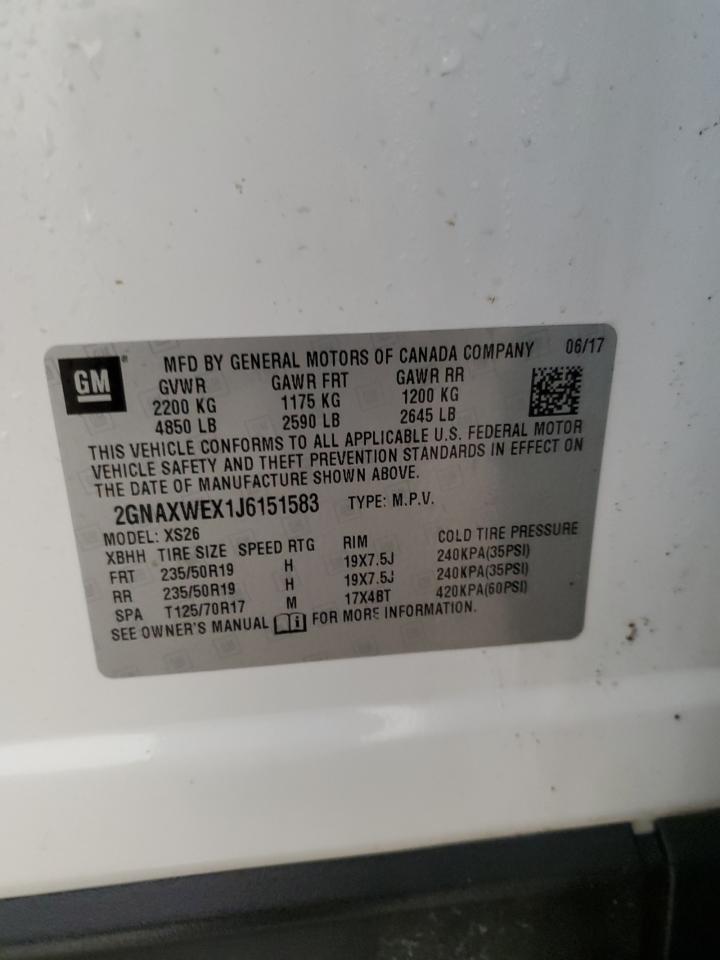 GM
MFD BY GENERAL MOTORS OF CANADA COMPANY 06/17
GVWR GAWR FRT GAWR RR
2200 KG 1175 KG 1200 KG
4850 LB 2590 LB 2645 LB
THIS VEHICLE CONFORMS TO ALL APPLICABLE U.S. FEDERAL MOTOR
VEHICLE SAFETY AND THEFT PREVENTION STANDARDS IN EFFECT ON
THE DATE OF MANUFACTURE SHOWN ABOVE.
2GNAXWEX1J6151583 TYPE: M.P.V.
MODEL: XS26
XBHH TIRE SIZE SPEED RTG RIM COLD TIRE PRESSURE
FRT 235/50R19 H 19X7.5J 240KPA(35PSI)
RR 235/50R19 H 19X7.5J 240KPA(35PSI)
SPA T125/70R17 M 17X4BT 420KPA(60PSI)
SEE OWNER'S MANUAL FOR MORE INFORMATION.